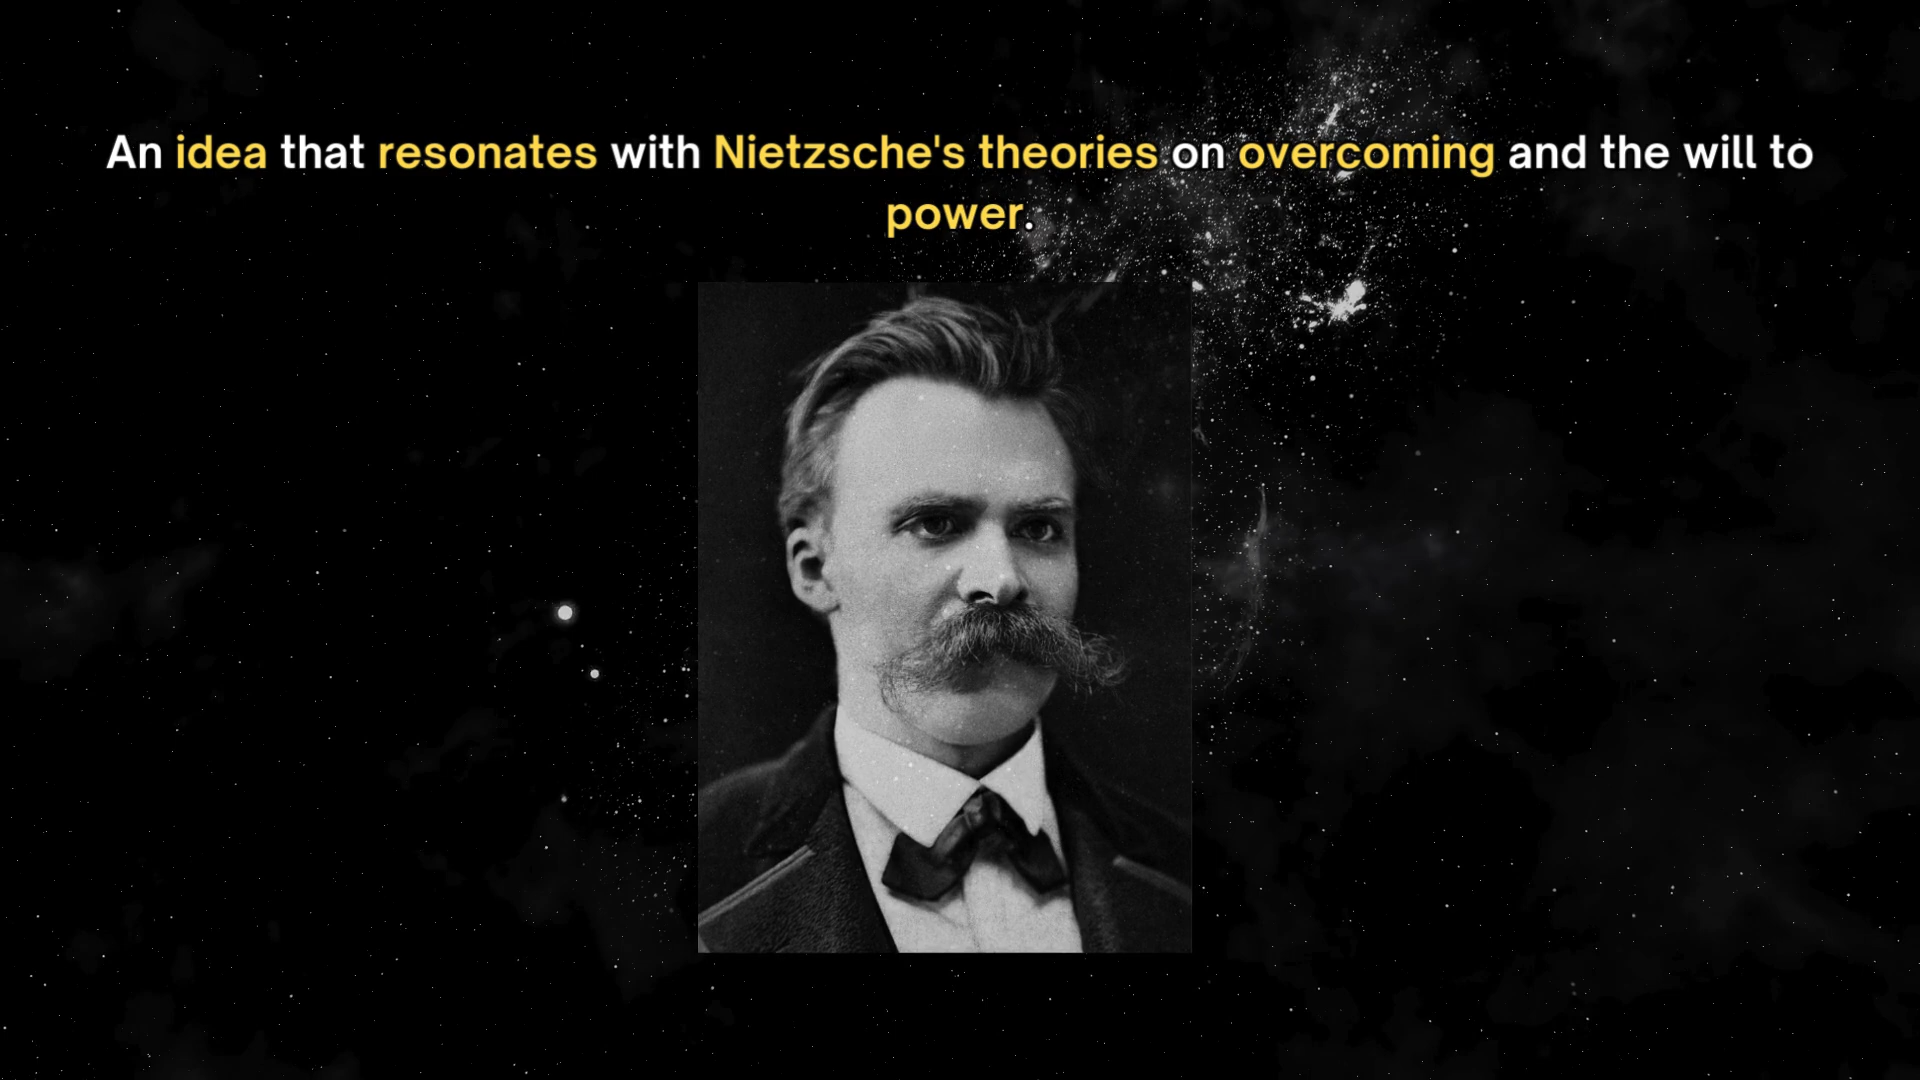 An idea that resonates with Nietzsche's theories on overcoming and the will to
power.